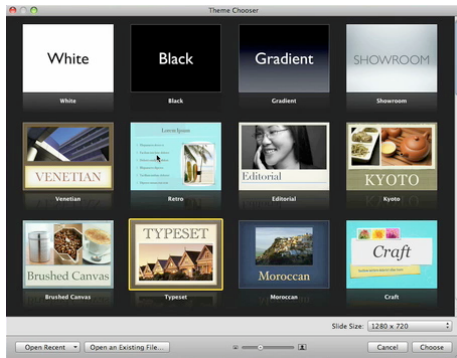 Theme Chooser
White
Black
Gradient
SHOWROOM
White
Black
Gradient
Showroom
VENETIAN
Lorem Ipsum
Editorial
KYOTO
Venetian
Retro
Editorial
Kyoto
Brushed Canvas
TYPESET
Moroccan
Craft
Brushed Canvas
Typeset
Moroccan
Craft
Slide Size: 1280 x 720
Open Recent
Open an Existing File...
Cancel
Choose